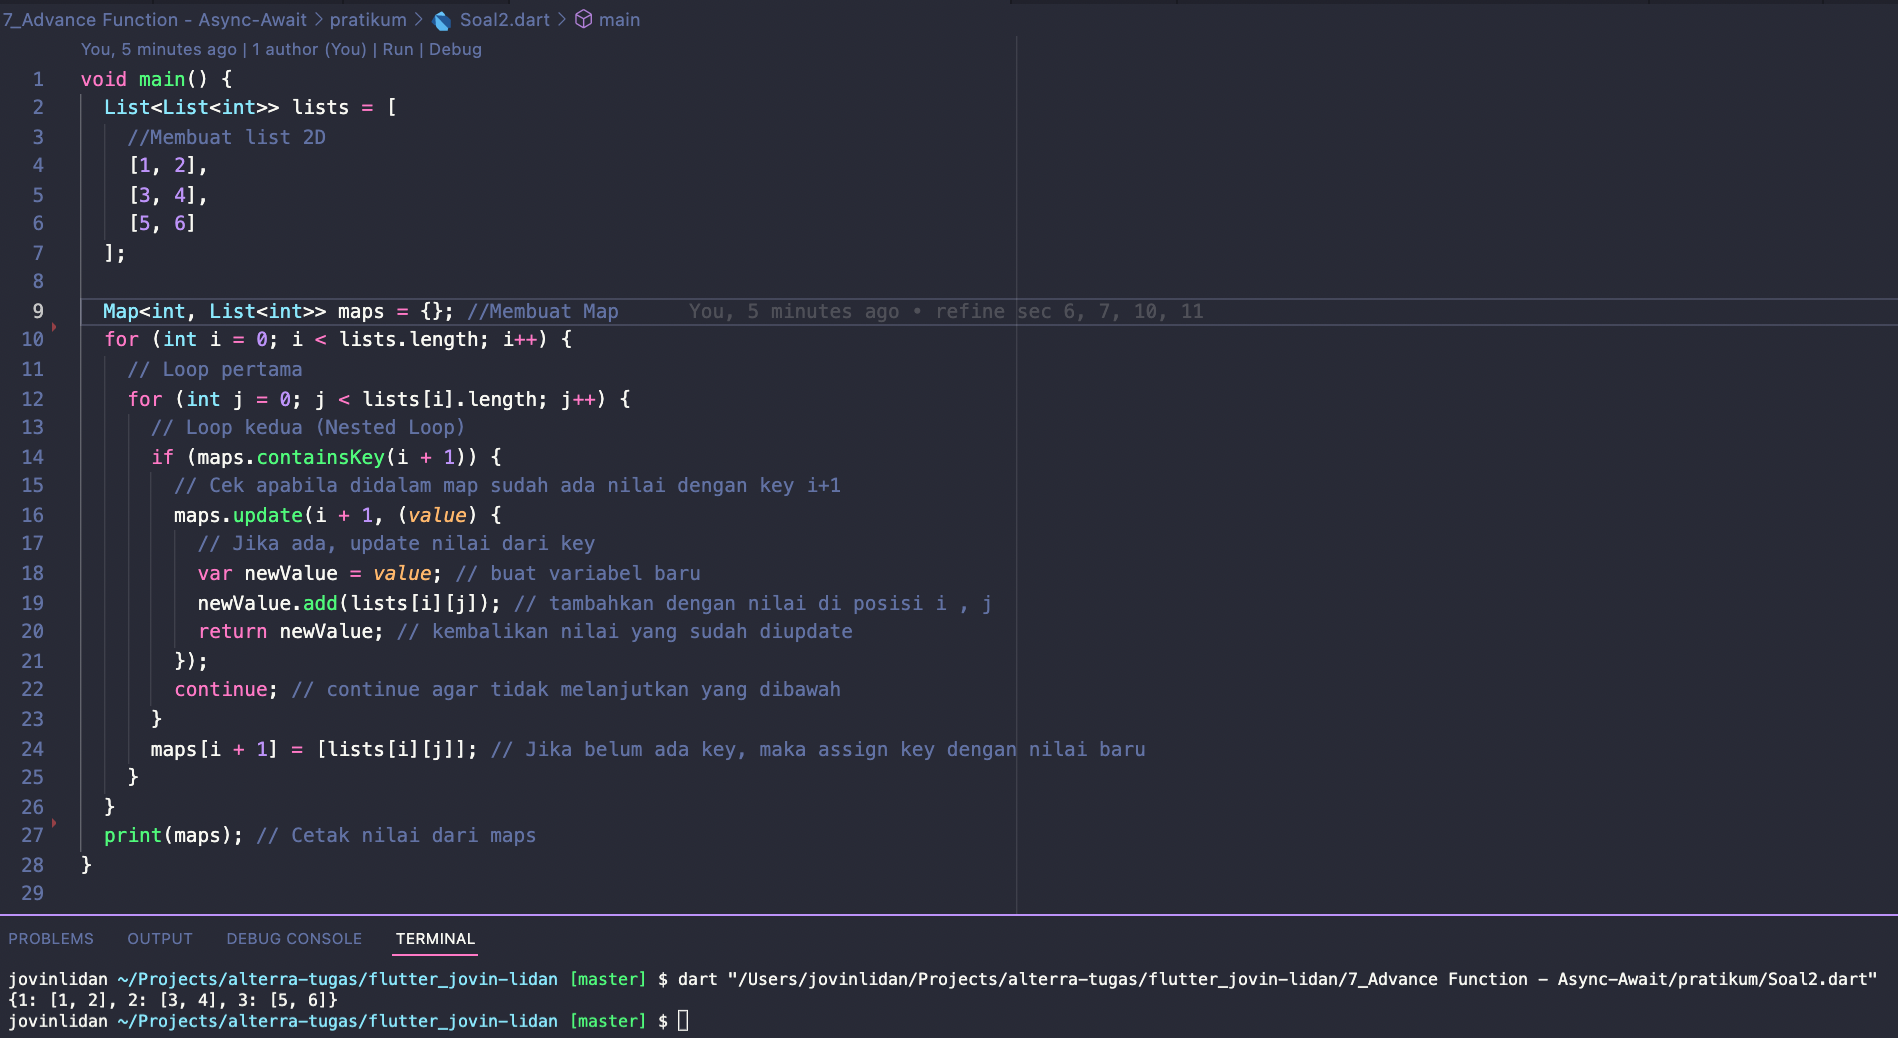 7_Advance Function - Async-Await > pratikum > Soal2.dart > main
You, 5 minutes ago | 1 author (You) | Run | Debug
1 void main() {
2   List<List<int>> lists = [
3     //Membuat list 2D
4     [1, 2],
5     [3, 4],
6     [5, 6]
7   ];
8
9   Map<int, List<int>> maps = {}; //Membuat Map      You, 5 minutes ago • refine sec 6, 7, 10, 11
10   for (int i = 0; i < lists.length; i++) {
11     // Loop pertama
12     for (int j = 0; j < lists[i].length; j++) {
13       // Loop kedua (Nested Loop)
14       if (maps.containsKey(i + 1)) {
15         // Cek apabila didalam map sudah ada nilai dengan key i+1
16         maps.update(i + 1, (value) {
17           // Jika ada, update nilai dari key
18           var newValue = value; // buat variabel baru
19           newValue.add(lists[i][j]); // tambahkan dengan nilai di posisi i , j
20           return newValue; // kembalikan nilai yang sudah diupdate
21         });
22         continue; // continue agar tidak melanjutkan yang dibawah
23       }
24       maps[i + 1] = [lists[i][j]]; // Jika belum ada key, maka assign key dengan nilai baru
25     }
26   }
27   print(maps); // Cetak nilai dari maps
28 }
29
PROBLEMS OUTPUT DEBUG CONSOLE TERMINAL
jovinlidan ~/Projects/alterra-tugas/flutter_jovin-lidan [master] $ dart "/Users/jovinlidan/Projects/alterra-tugas/flutter_jovin-lidan/7_Advance Function - Async-Await/pratikum/Soal2.dart"
{1: [1, 2], 2: [3, 4], 3: [5, 6]}
jovinlidan ~/Projects/alterra-tugas/flutter_jovin-lidan [master] $